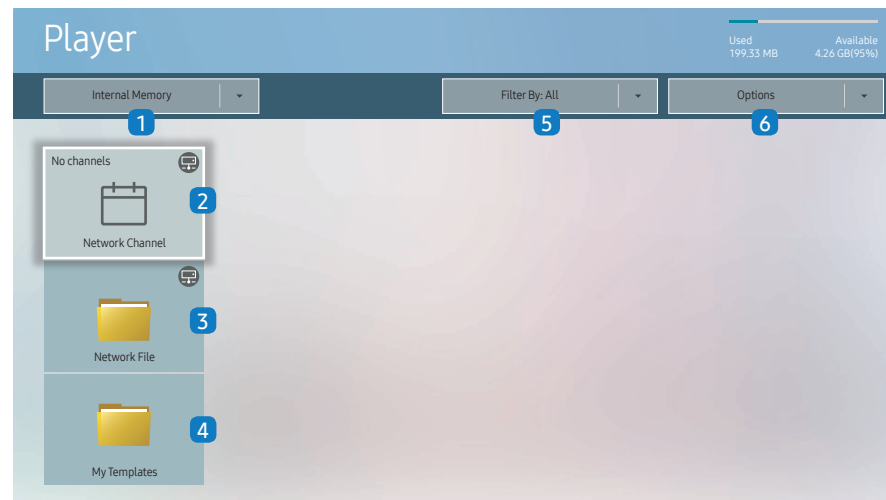 Player
Used Available
199.33 MB 4.26 GB(95%)
Internal Memory
Filter By: All
Options
1
5
6
No channels
2
Network Channel
3
Network File
4
My Templates